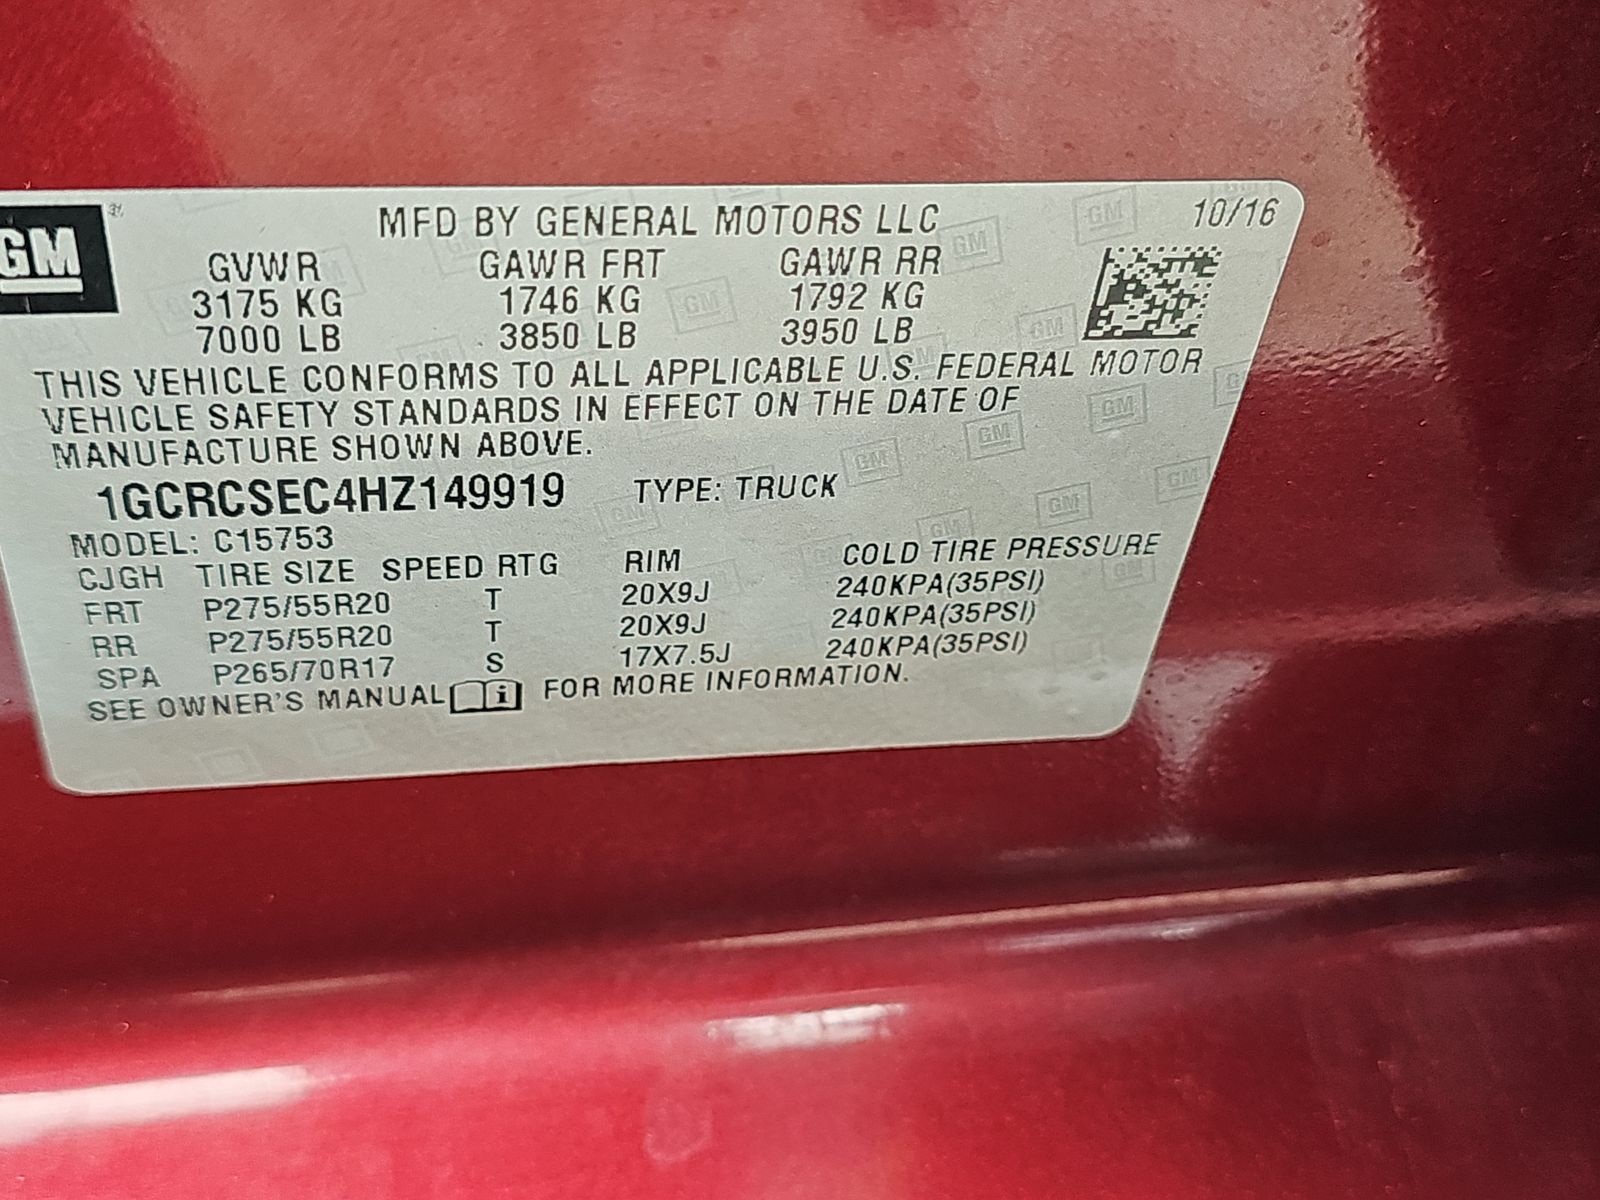 GM
MFD BY GENERAL MOTORS LLC
10/16
GVWR GAWR FRT GAWR RR
3175 KG 1746 KG 1792 KG
7000 LB 3850 LB 3950 LB
THIS VEHICLE CONFORMS TO ALL APPLICABLE U.S. FEDERAL MOTOR
VEHICLE SAFETY STANDARDS IN EFFECT ON THE DATE OF
MANUFACTURE SHOWN ABOVE.
1GCRCSEC4HZ149919 TYPE: TRUCK
MODEL: C15753
CJGH TIRE SIZE SPEED RTG RIM COLD TIRE PRESSURE
FRT P275/55R20 T 20X9J 240KPA(35PSI)
RR P275/55R20 T 20X9J 240KPA(35PSI)
SPA P265/70R17 S 17X7.5J 240KPA(35PSI)
SEE OWNER'S MANUAL i FOR MORE INFORMATION.